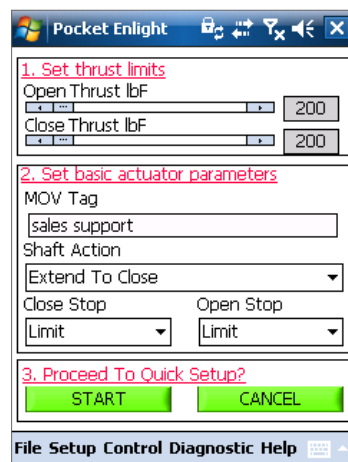 Pocket Enlight
1. Set thrust limits
Open Thrust lbF
200
Close Thrust lbF
200
2. Set basic actuator parameters
MOV Tag
sales support
Shaft Action
Extend To Close
Close Stop Open Stop
Limit Limit
3. Proceed To Quick Setup?
START CANCEL
File Setup Control Diagnostic Help